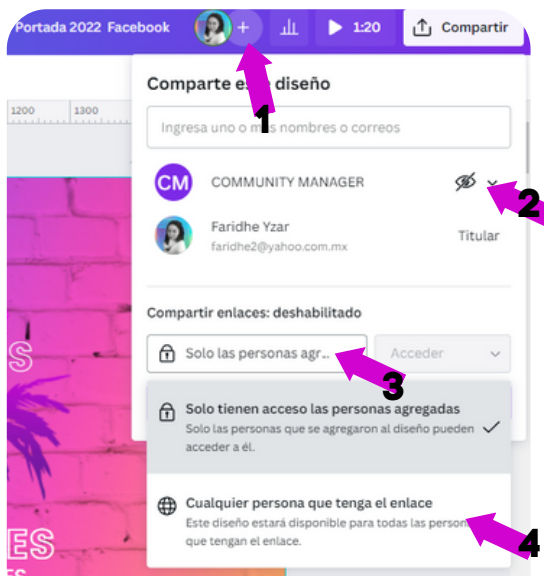 Portada 2022 Facebook
+
1:20
Compartir
Comparte este diseño
1
1200 1300
Ingresa uno o más nombres o correos
CM COMMUNITY MANAGER
2
Faridhe Yzar
faridhe2@yahoo.com.mx
Titular
Compartir enlaces: deshabilitado
Solo las personas agr... Acceder
3
Solo tienen acceso las personas agregadas
Solo las personas que se agregaron al diseño pueden
acceder a él.
Cualquier persona que tenga el enlace
Este diseño estará disponible para todas las personas
que tengan el enlace.
4
S
ES